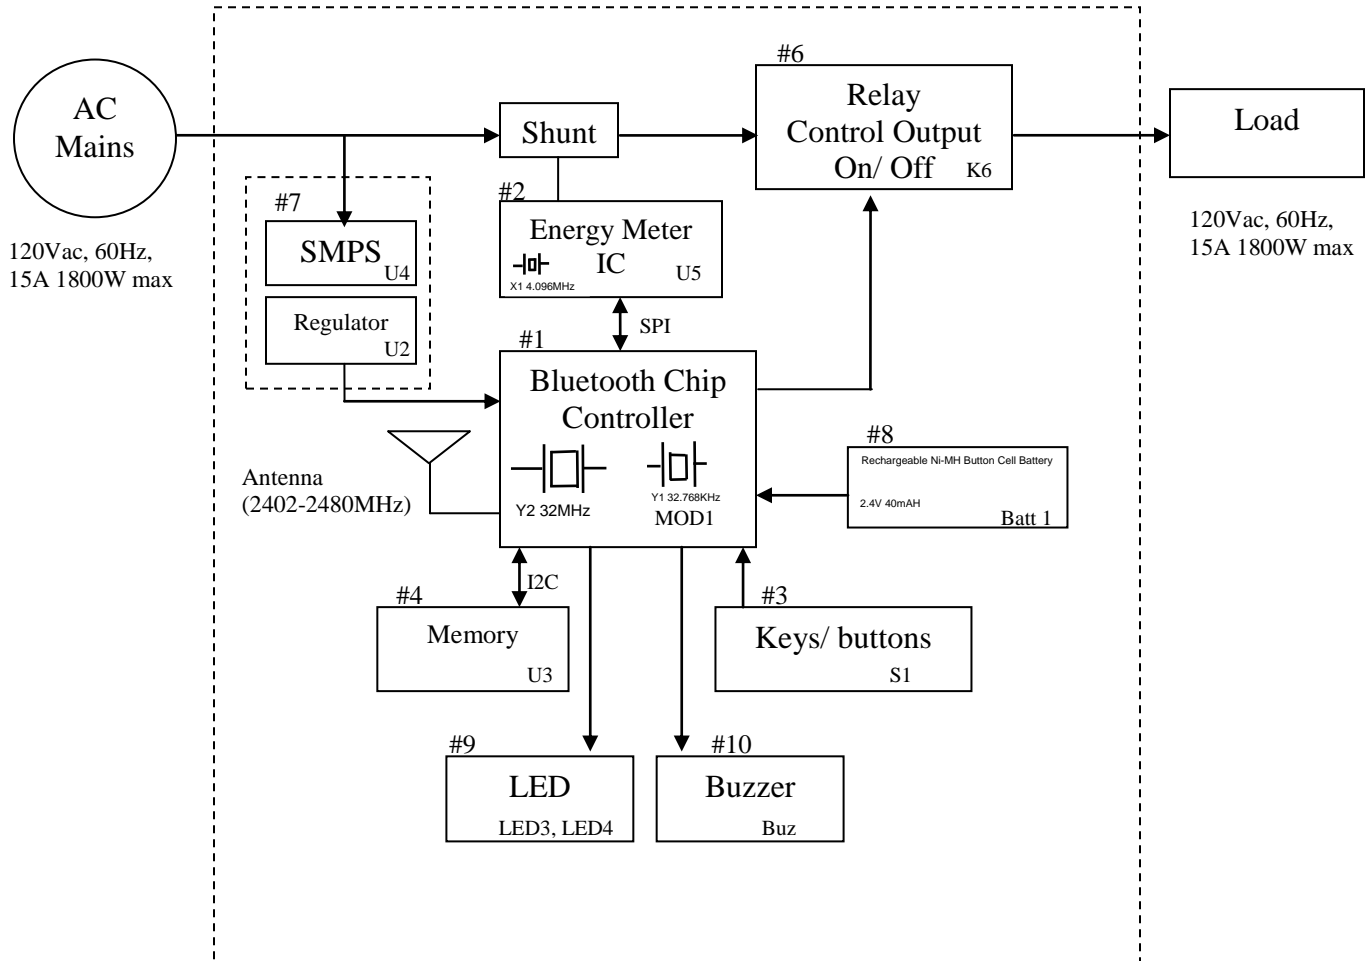 #6
AC
Mains
Shunt
Relay
Control Output
On/ Off
K6
Load
120Vac, 60Hz,
15A 1800W max
120Vac, 60Hz,
15A 1800W max
#7
SMPS
U4
Regulator
U2
#2
Energy Meter
IC
U5
X1 4.096MHz
SPI
#1
Bluetooth Chip
Controller
Y2 32MHz
Y1 32.768KHz
MOD1
Antenna
(2402-2480MHz)
#8
Rechargeable Ni-MH Button Cell Battery
2.4V 40mAH
Batt 1
I2C
#4
Memory
U3
#3
Keys/ buttons
S1
#9
LED
LED3, LED4
#10
Buzzer
Buz